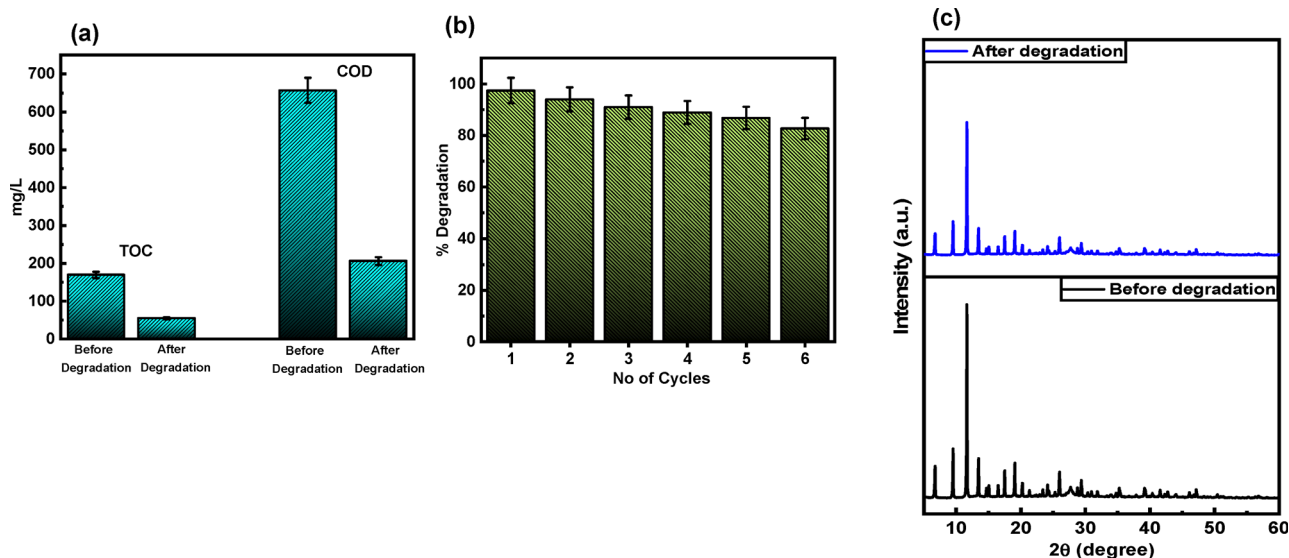 (a)
700
600
500
400
300
200
100
0
mg/L
TOC
COD
Before
Degradation
After
Degradation
Before
Degradation
After
Degradation
(b)
100
80
60
40
20
0
% Degradation
1 2 3 4 5 6
No of Cycles
(c)
After degradation
Before degradation
Intensity (a.u.)
10 20 30 40 50 60
2θ (degree)